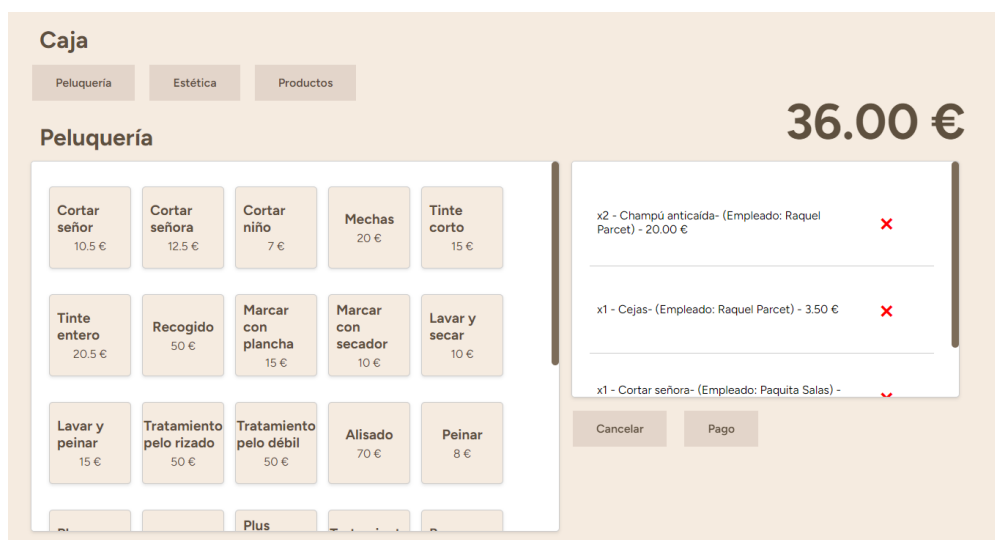 Caja
Peluquería
Estética
Productos
36.00 €
Peluquería
Cortar
señor
10.5 €
Cortar
señora
12.5 €
Cortar
niño
7 €
Mechas
20 €
Tinte
corto
15 €
Tinte
entero
20.5 €
Recogido
50 €
Marcar
con
plancha
15 €
Marcar
con
secador
10 €
Lavar y
secar
10 €
Lavar y
peinar
15 €
Tratamiento
pelo rizado
50 €
Tratamiento
pelo débil
50 €
Alisado
70 €
Peinar
8 €
Plus
x2 - Champú anticaída- (Empleado: Raquel
Parcet) - 20.00 €
x1 - Cejas- (Empleado: Raquel Parcet) - 3.50 €
x1 - Cortar señora- (Empleado: Paquita Salas) -
Cancelar
Pago